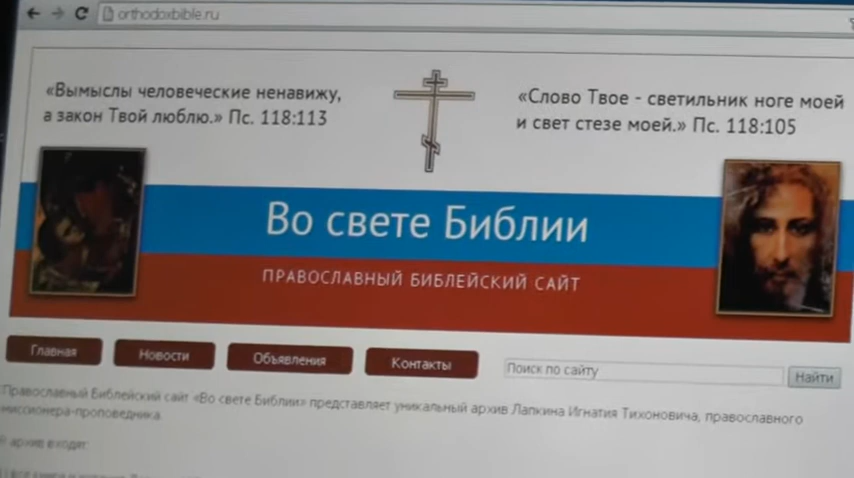 orthodoxbible.ru
«Вымыслы человеческие ненавижу,
а закон Твой люблю.» Пс. 118:113
«Слово Твое - светильник ноге моей
и свет стезе моей.» Пс. 118:105
Во свете Библии
ПРАВОСЛАВНЫЙ БИБЛЕЙСКИЙ САЙТ
Главная
Новости
Объявления
Контакты
Поиск по сайту
Найти
Православный Библейский сайт «Во свете Библии» представляет уникальный архив Лапкина Игнатия Тихоновича, православного
миссионера-проповедника.
В архив входят: